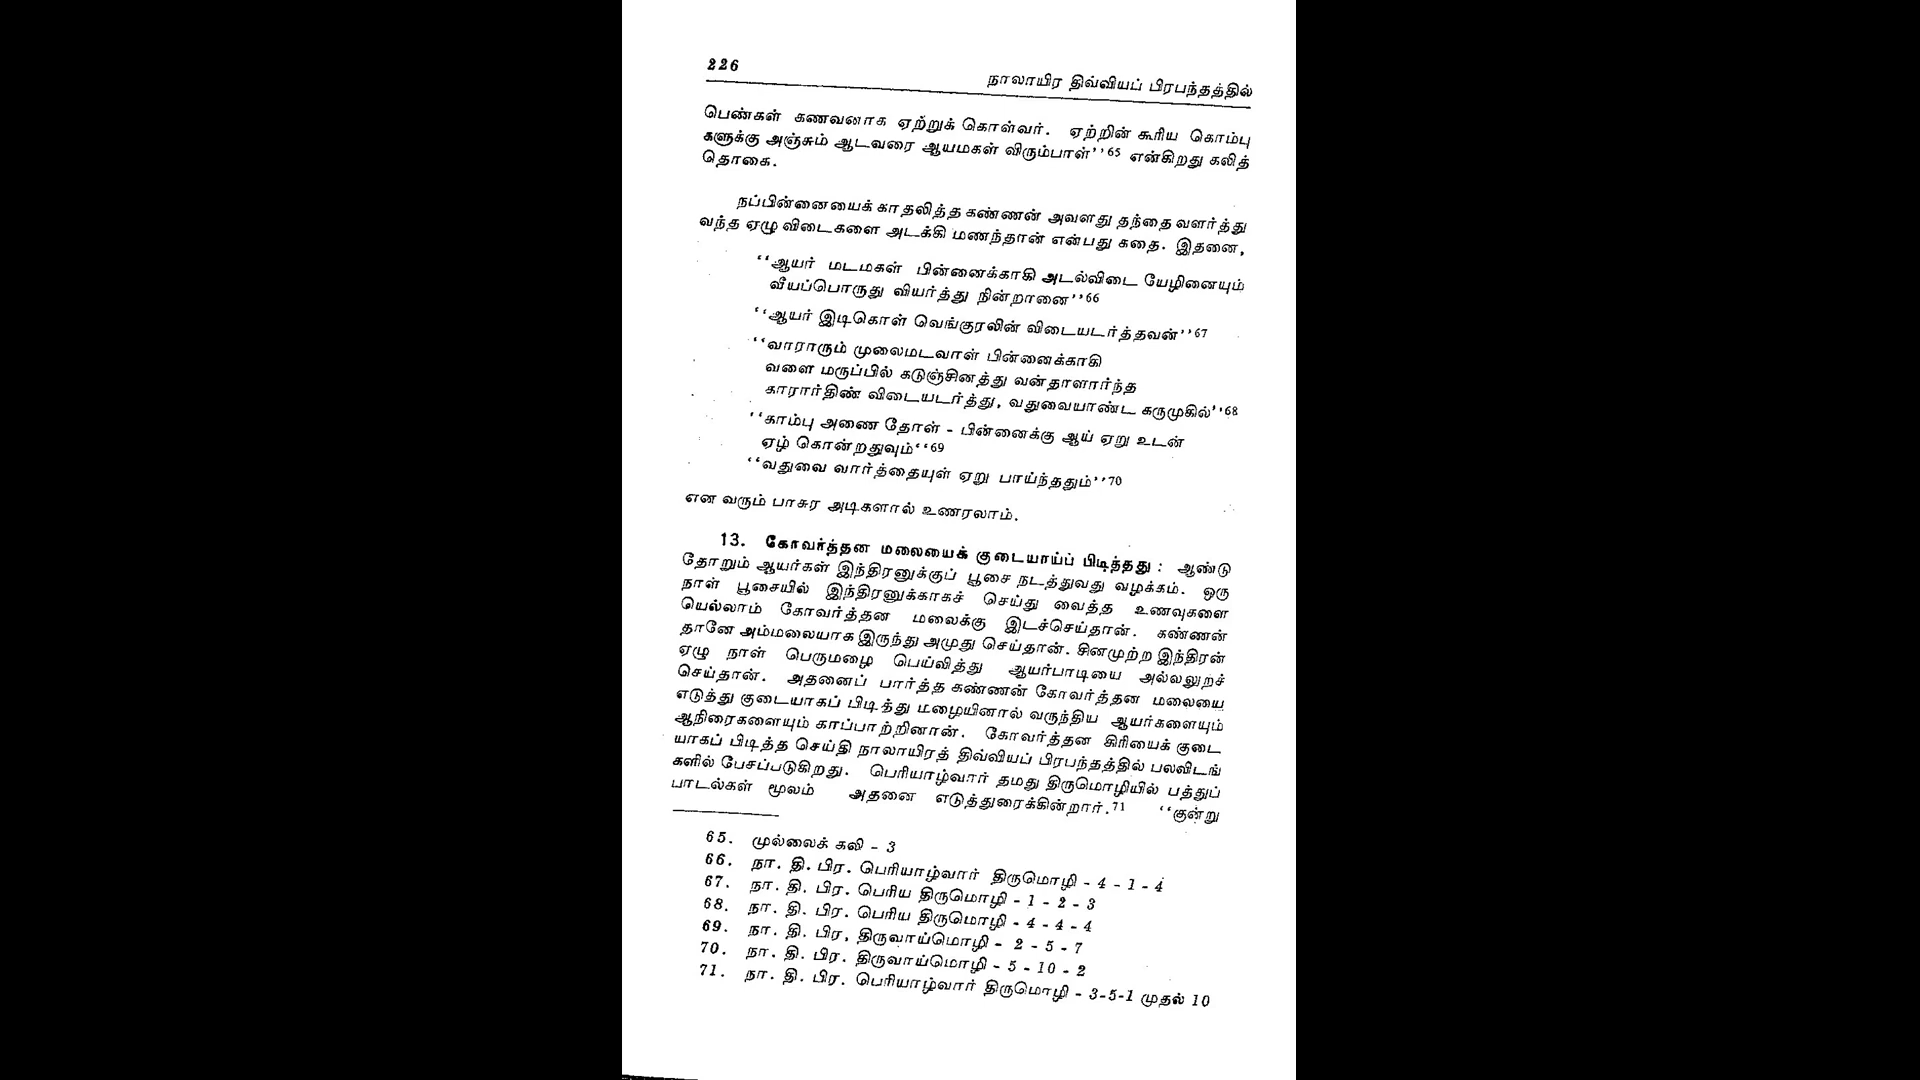 226
நாலாயிர திவ்வியப் பிரபந்தத்தில்
பெண்கள் கணவனாக ஏற்றுக் கொள்வர். ஏற்றின் கூரிய கொம்பு
களுக்கு அஞ்சும் ஆடவரை ஆயமகள் விரும்பாள்’’65 என்கிறது கலித்
தொகை.
நப்பின்னையைக் காதலித்த கண்ணன் அவளது தந்தை வளர்த்து
வந்த ஏழு விடைகளை அடக்கி மணந்தான் என்பது கதை. இதனை,
‘‘ஆயர் மடமகள் பின்னைக்காகி அடல்விடை யேழினையும்
வீயப்பொருது வியர்த்து நின்றானை’’66
‘‘ஆயர் இடிகொள் வெங்குரலின் விடையடர்த்தவன்’’67
‘‘வாராரும் முலைமடவாள் பின்னைக்காகி
வளை மருப்பில் கடுஞ்சினத்து வன்தாளார்ந்த
காரார்திண் விடையடர்த்து, வதுவையாண்ட கருமுகில்’’68
‘‘காம்பு அணை தோள் - பின்னைக்கு ஆய் ஏறு உடன்
ஏழ் கொன்றதுவும்‘‘69
‘‘வதுவை வார்த்தையுள் ஏறு பாய்ந்ததும்’’70
என வரும் பாசுர அடிகளால் உணரலாம்.
13. கோவர்த்தன மலையைக் குடையாய்ப் பிடித்தது : ஆண்டு
தோறும் ஆயர்கள் இந்திரனுக்குப் பூசை நடத்துவது வழக்கம். ஒரு
நாள் பூசையில் இந்திரனுக்காகச் செய்து வைத்த உணவுகளை
யெல்லாம் கோவர்த்தன மலைக்கு இடச்செய்தான். கண்ணன்
தானே அம்மலையாக இருந்து அமுது செய்தான். சினமுற்ற இந்திரன்
ஏழு நாள் பெருமழை பெய்வித்து ஆயர்பாடியை அல்லலுறச்
செய்தான். அதனைப் பார்த்த கண்ணன் கோவர்த்தன மலையை
எடுத்து குடையாகப் பிடித்து மழையினால் வருந்திய ஆயர்களையும்
ஆநிரைகளையும் காப்பாற்றினான். கோவர்த்தன கிரியைக் குடை
யாகப் பிடித்த செய்தி நாலாயிரத் திவ்வியப் பிரபந்தத்தில் பலவிடங்
களில் பேசப்படுகிறது. பெரியாழ்வார் தமது திருமொழியில் பத்துப்
பாடல்கள் மூலம் அதனை எடுத்துரைக்கின்றார்.71 ‘‘குன்று
65. முல்லைக் கலி - 3
66. நா. தி. பிர. பெரியாழ்வார் திருமொழி - 4 - 1 - 4
67. நா. தி. பிர. பெரிய திருமொழி - 1 - 2 - 3
68. நா. தி. பிர. பெரிய திருமொழி - 4 - 4 - 4
69. நா. தி. பிர, திருவாய்மொழி - 2 - 5 - 7
70. நா. தி. பிர. திருவாய்மொழி - 5 - 10 - 2
71. நா. தி. பிர. பெரியாழ்வார் திருமொழி - 3-5-1 முதல் 10